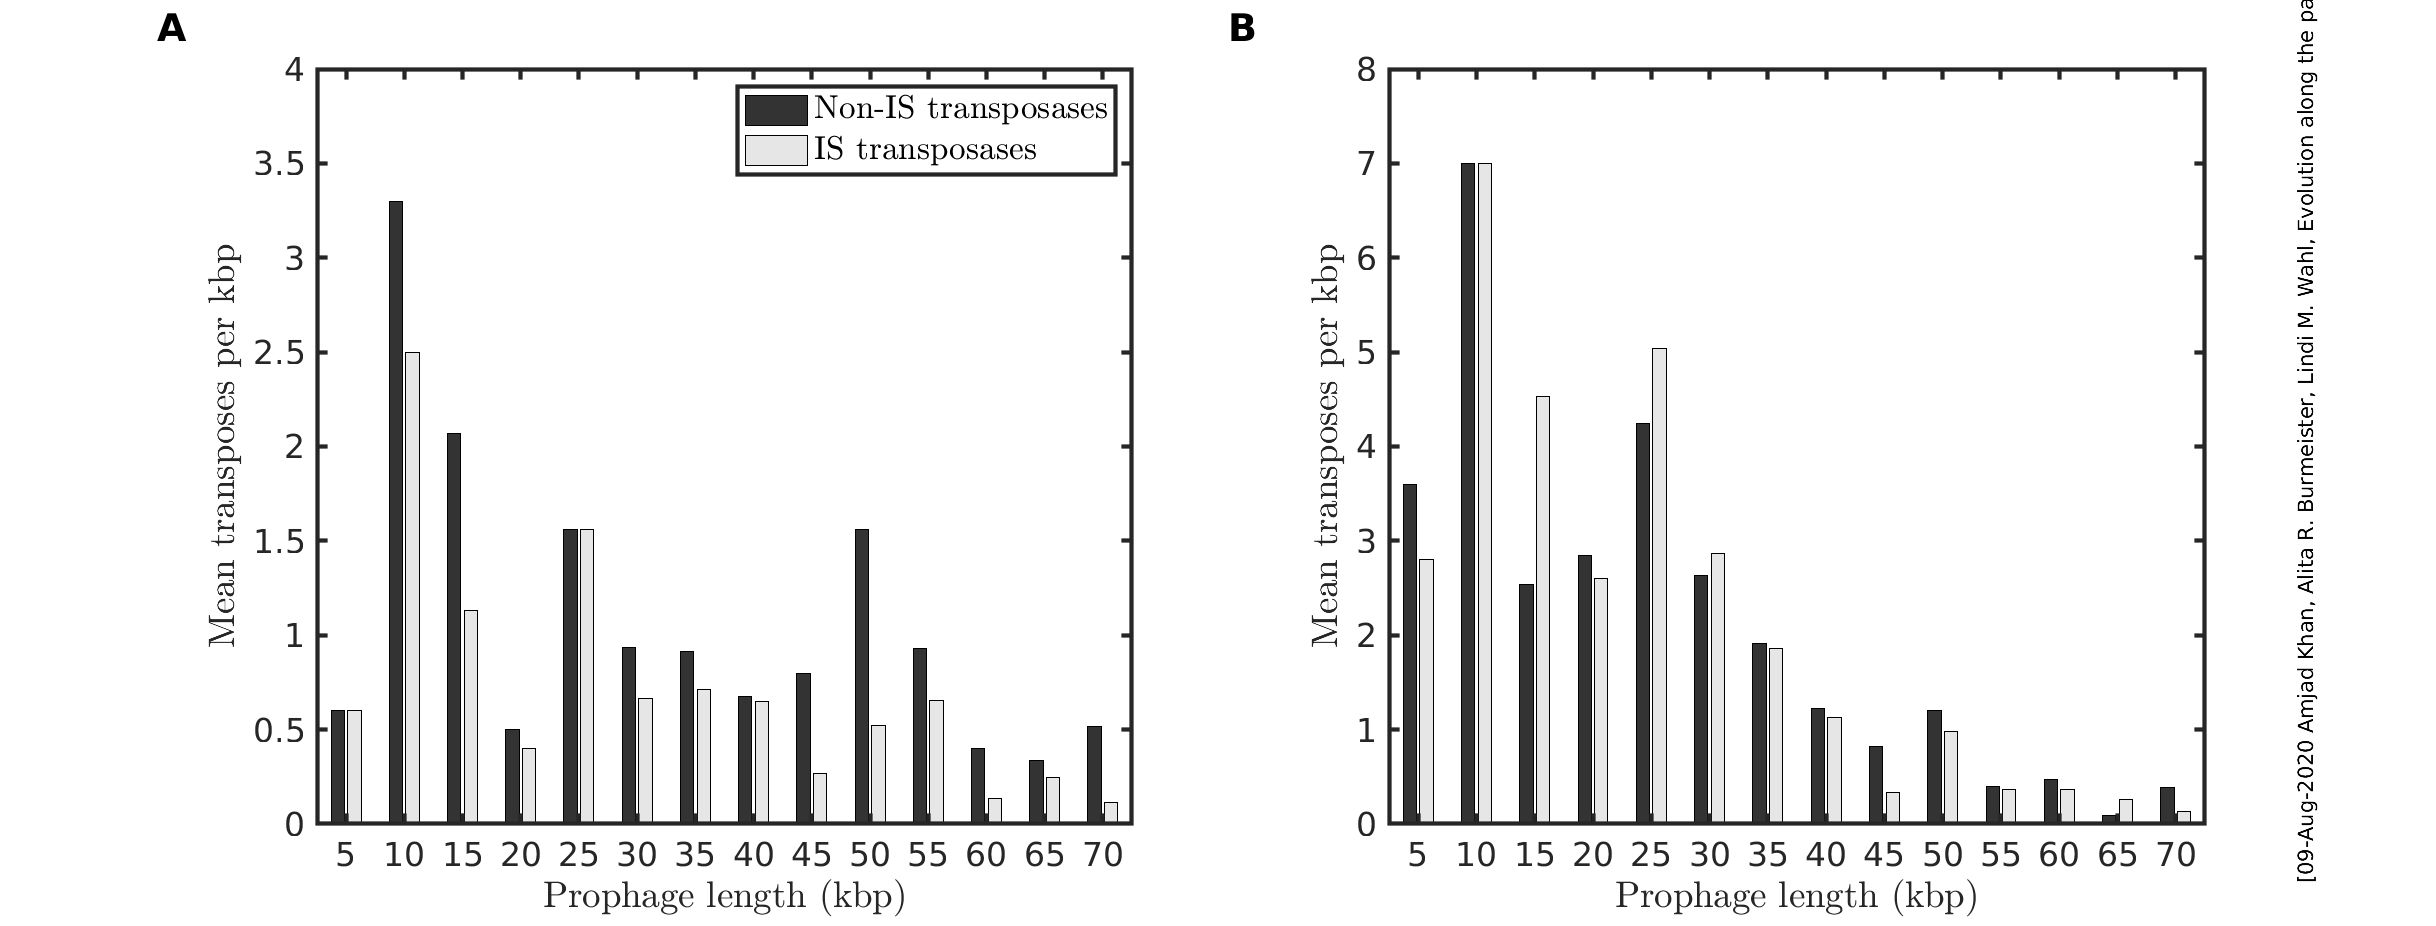 A
4
3.5
3
2.5
2
1.5
1
0.5
0
Mean transposes per kbp
Non-IS transposases
IS transposases
5 10 15 20 25 30 35 40 45 50 55 60 65 70
Prophage length (kbp)
B
8
7
6
5
4
3
2
1
0
Mean transposes per kbp
5 10 15 20 25 30 35 40 45 50 55 60 65 70
Prophage length (kbp)
[09-Aug-2020 Amjad Khan, Alita R. Burmeister, Lindi M. Wahl, Evolution along the